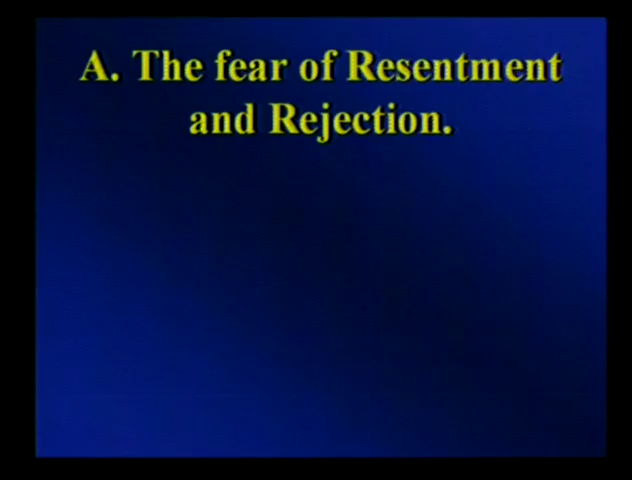 A. The fear of Resentment
and Rejection.